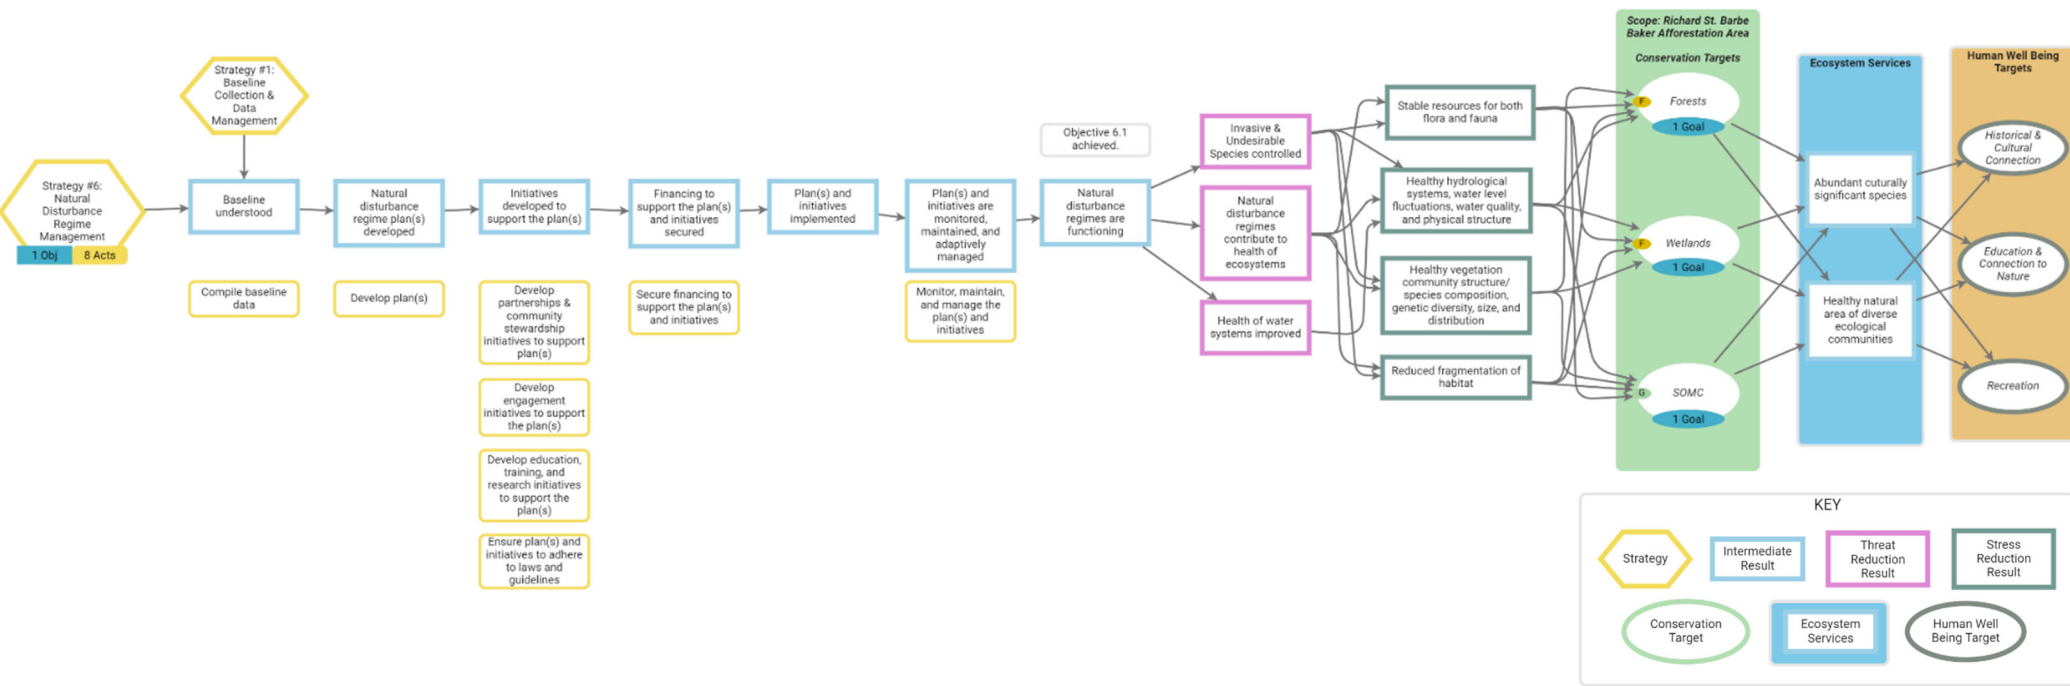 Strategy #1:
Baseline
Collection &
Data
Management
Strategy #6:
Natural
Disturbance
Regime
Management
1 Obj
8 Acts
Baseline
understood
Natural
disturbance
regime plan(s)
developed
Initiatives
developed to
support the plan(s)
Financing to
support the plan(s)
and initiatives
secured
Plan(s) and
initiatives
implemented
Plan(s) and
initiatives are
monitored,
maintained, and
adaptively
managed
Objective 6.1
achieved.
Natural
disturbance
regimes are
functioning
Compile baseline
data
Develop plan(s)
Develop
partnerships &
community
stewardship
initiatives to support
plan(s)
Develop
engagement
initiatives to support
the plan(s)
Develop education,
training, and
research initiatives
to support the
plan(s)
Ensure plan(s) and
initiatives to adhere
to laws and
guidelines
Secure financing to
support the plan(s)
and initiatives
Monitor, maintain,
and manage the
plan(s) and
initiatives
Invasive &
Undesirable
Species controlled
Natural
disturbance
regimes
contribute to
health of
ecosystems
Health of water
systems improved
Stable resources for both
flora and fauna
Healthy hydrological
systems, water level
fluctuations, water quality,
and physical structure
Healthy vegetation
community structure/
species composition,
genetic diversity, size, and
distribution
Reduced fragmentation of
habitat
Scope: Richard St. Barbe
Baker Afforestation Area
Conservation Targets
F
Forests
1 Goal
F
Wetlands
1 Goal
G
SOMC
1 Goal
Ecosystem Services
Abundant cuturally
significant species
Healthy natural
area of diverse
ecological
communities
Human Well Being
Targets
Historical &
Cultural
Connection
Education &
Connection to
Nature
Recreation
KEY
Strategy
Intermediate
Result
Threat
Reduction
Result
Stress
Reduction
Result
Conservation
Target
Ecosystem
Services
Human Well
Being Target